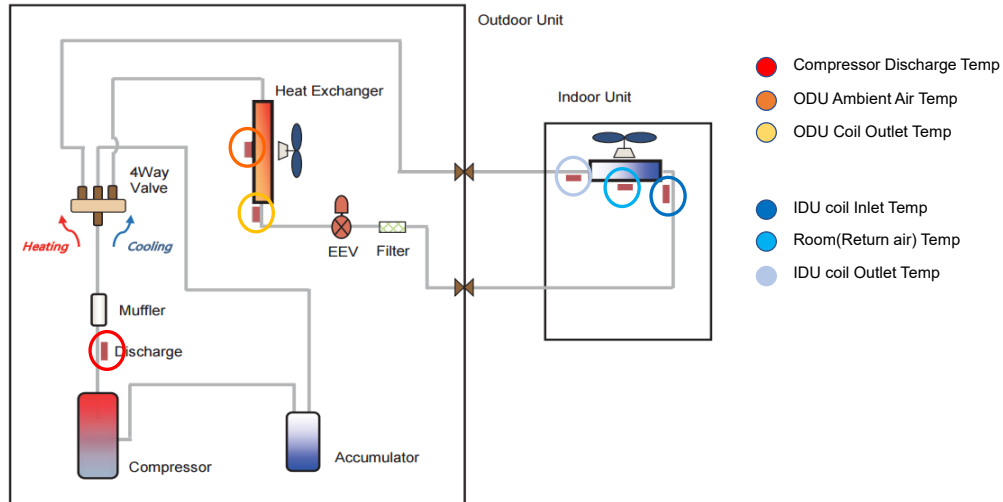 Outdoor Unit
Heat Exchanger
Indoor Unit
4Way
Valve
Heating
Cooling
EEV
Filter
Muffler
Discharge
Compressor
Accumulator
Compressor Discharge Temp
ODU Ambient Air Temp
ODU Coil Outlet Temp
IDU coil Inlet Temp
Room(Return air) Temp
IDU coil Outlet Temp